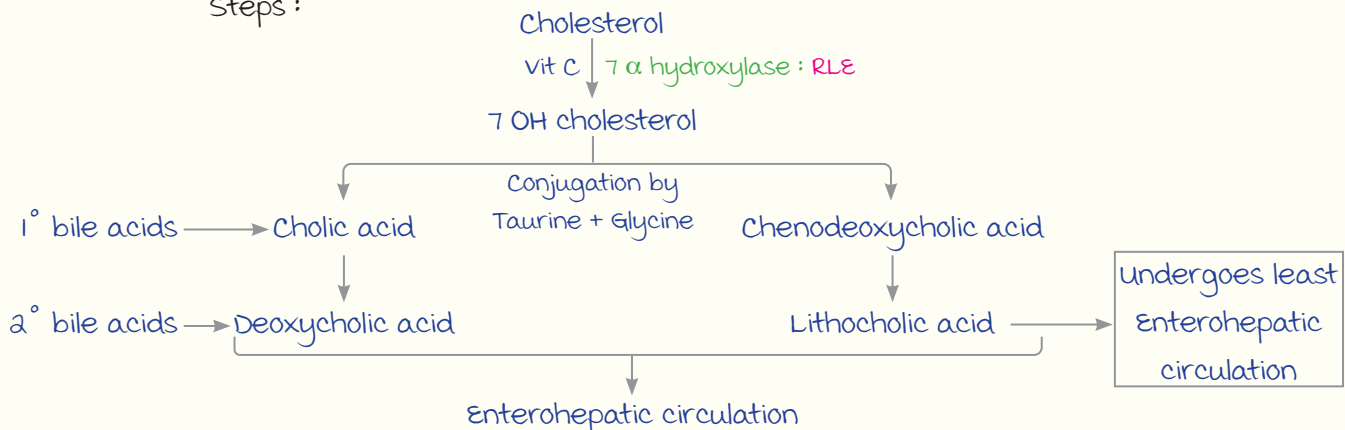 Steps :
Cholesterol
Vit C 7 α hydroxylase : RLE
7 OH cholesterol
Conjugation by
Taurine + Glycine
1° bile acids Cholic acid Chenodeoxycholic acid
2° bile acids Deoxycholic acid Lithocholic acid
Undergoes least
Enterohepatic
circulation
Enterohepatic circulation